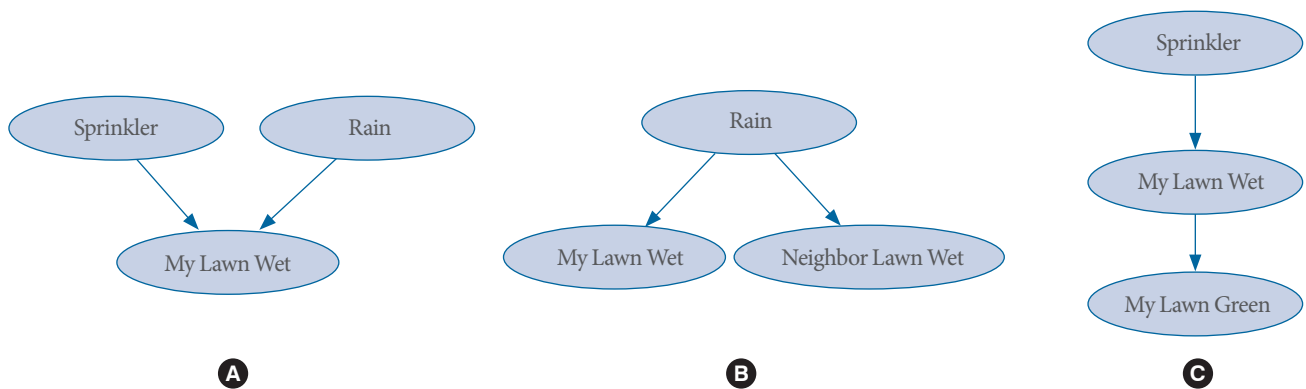 Sprinkler
Rain
My Lawn Wet
A
Rain
My Lawn Wet
Neighbor Lawn Wet
B
Sprinkler
My Lawn Wet
My Lawn Green
C